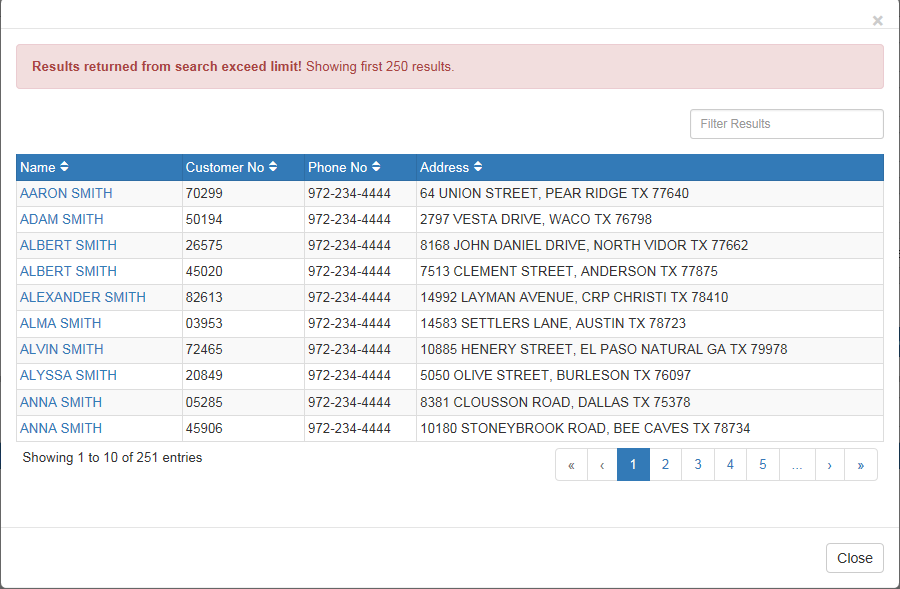 ×
Results returned from search exceed limit! Showing first 250 results.
Filter Results
Name Customer No Phone No Address
AARON SMITH 70299 972-234-4444 64 UNION STREET, PEAR RIDGE TX 77640
ADAM SMITH 50194 972-234-4444 2797 VESTA DRIVE, WACO TX 76798
ALBERT SMITH 26575 972-234-4444 8168 JOHN DANIEL DRIVE, NORTH VIDOR TX 77662
ALBERT SMITH 45020 972-234-4444 7513 CLEMENT STREET, ANDERSON TX 77875
ALEXANDER SMITH 82613 972-234-4444 14992 LAYMAN AVENUE, CRP CHRISTI TX 78410
ALMA SMITH 03953 972-234-4444 14583 SETTLERS LANE, AUSTIN TX 78723
ALVIN SMITH 72465 972-234-4444 10885 HENERY STREET, EL PASO NATURAL GA TX 79978
ALYSSA SMITH 20849 972-234-4444 5050 OLIVE STREET, BURLESON TX 76097
ANNA SMITH 05285 972-234-4444 8381 CLOUSSON ROAD, DALLAS TX 75378
ANNA SMITH 45906 972-234-4444 10180 STONEYBROOK ROAD, BEE CAVES TX 78734
Showing 1 to 10 of 251 entries « ‹ 1 2 3 4 5 ... › »
Close